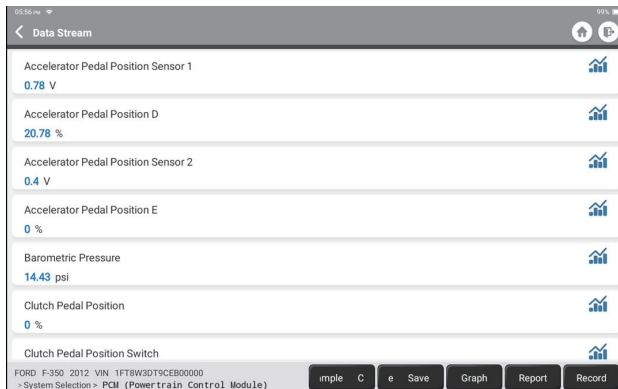 05:56 PM 99%
Data Stream
Accelerator Pedal Position Sensor 1
0.78 V
Accelerator Pedal Position D
20.78 %
Accelerator Pedal Position Sensor 2
0.4 V
Accelerator Pedal Position E
0 %
Barometric Pressure
14.43 psi
Clutch Pedal Position
0 %
Clutch Pedal Position Switch
FORD F-350 2012 VIN 1FT8W3DT9CEB00000
> System Selection > PCM (Powertrain Control Module)
mple C e Save Graph Report Record